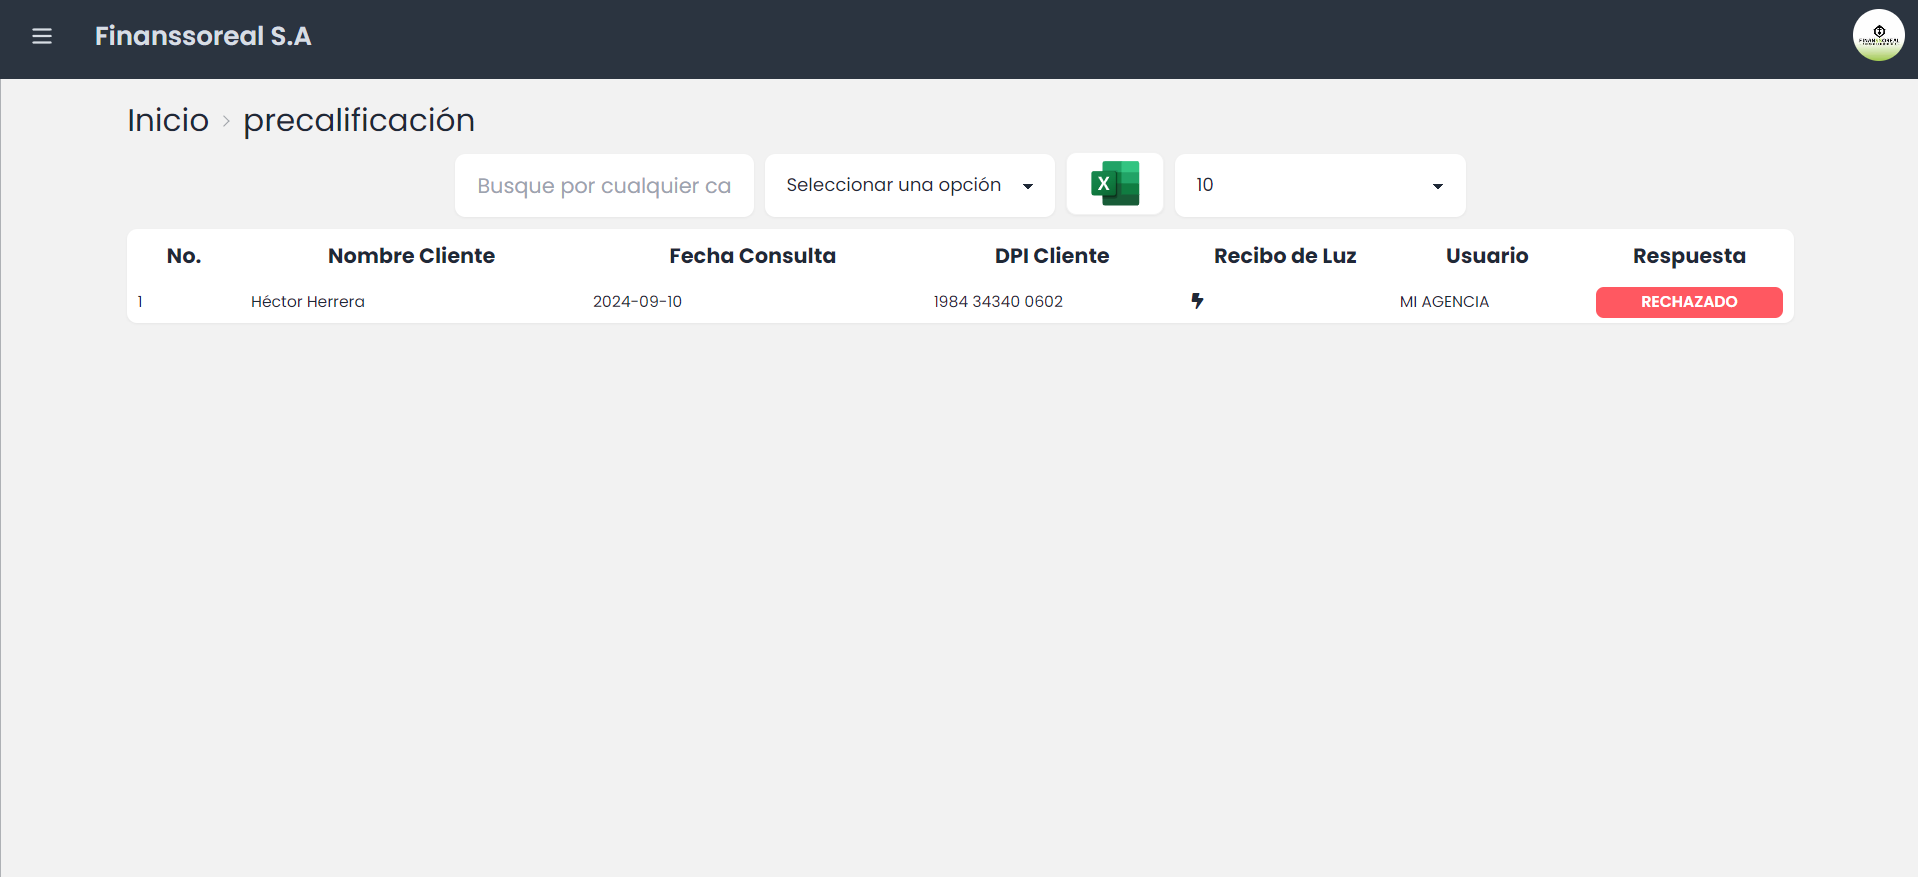 Finanssoreal S.A
FINANSSOREAL
Inicio > precalificación
Busque por cualquier ca
Seleccionar una opción
X
10
No. Nombre Cliente Fecha Consulta DPI Cliente Recibo de Luz Usuario Respuesta
1 Héctor Herrera 2024-09-10 1984 34340 0602 MI AGENCIA RECHAZADO